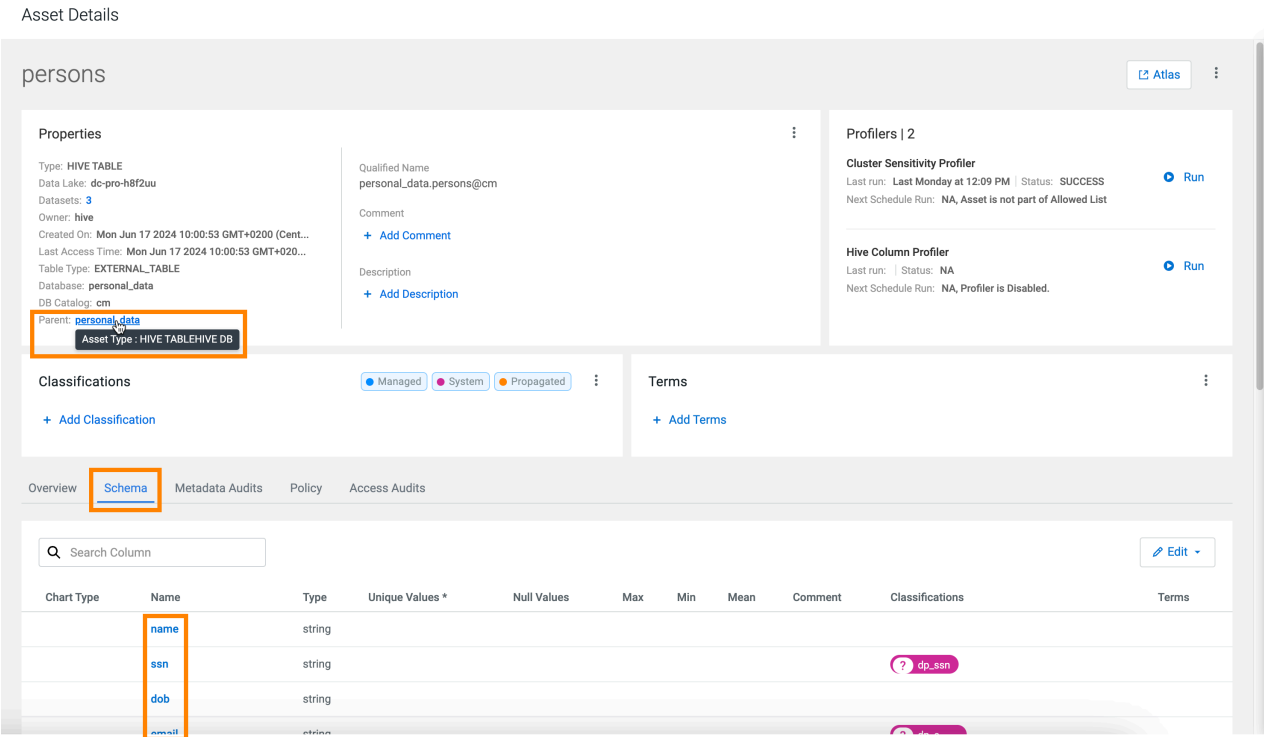 Asset Details
persons
Atlas
Properties
Type: HIVE TABLE
Data Lake: dc-pro-h8f2uu
Datasets: 3
Owner: hive
Created On: Mon Jun 17 2024 10:00:53 GMT+0200 (Cent...
Last Access Time: Mon Jun 17 2024 10:00:53 GMT+020...
Table Type: EXTERNAL_TABLE
Database: personal_data
DB Catalog: cm
Parent: personal_data
Asset Type : HIVE TABLEHIVE DB
Qualified Name
personal_data.persons@cm
Comment
+ Add Comment
Description
+ Add Description
Profilers | 2
Cluster Sensitivity Profiler
Last run: Last Monday at 12:09 PM | Status: SUCCESS
Next Schedule Run: NA, Asset is not part of Allowed List
Run
Hive Column Profiler
Last run: | Status: NA
Next Schedule Run: NA, Profiler is Disabled.
Run
Classifications
Managed System Propagated
+ Add Classification
Terms
+ Add Terms
Overview Schema Metadata Audits Policy Access Audits
Search Column
Edit
Chart Type Name Type Unique Values * Null Values Max Min Mean Comment Classifications Terms
name string
ssn string ? dp_ssn
dob string
email string